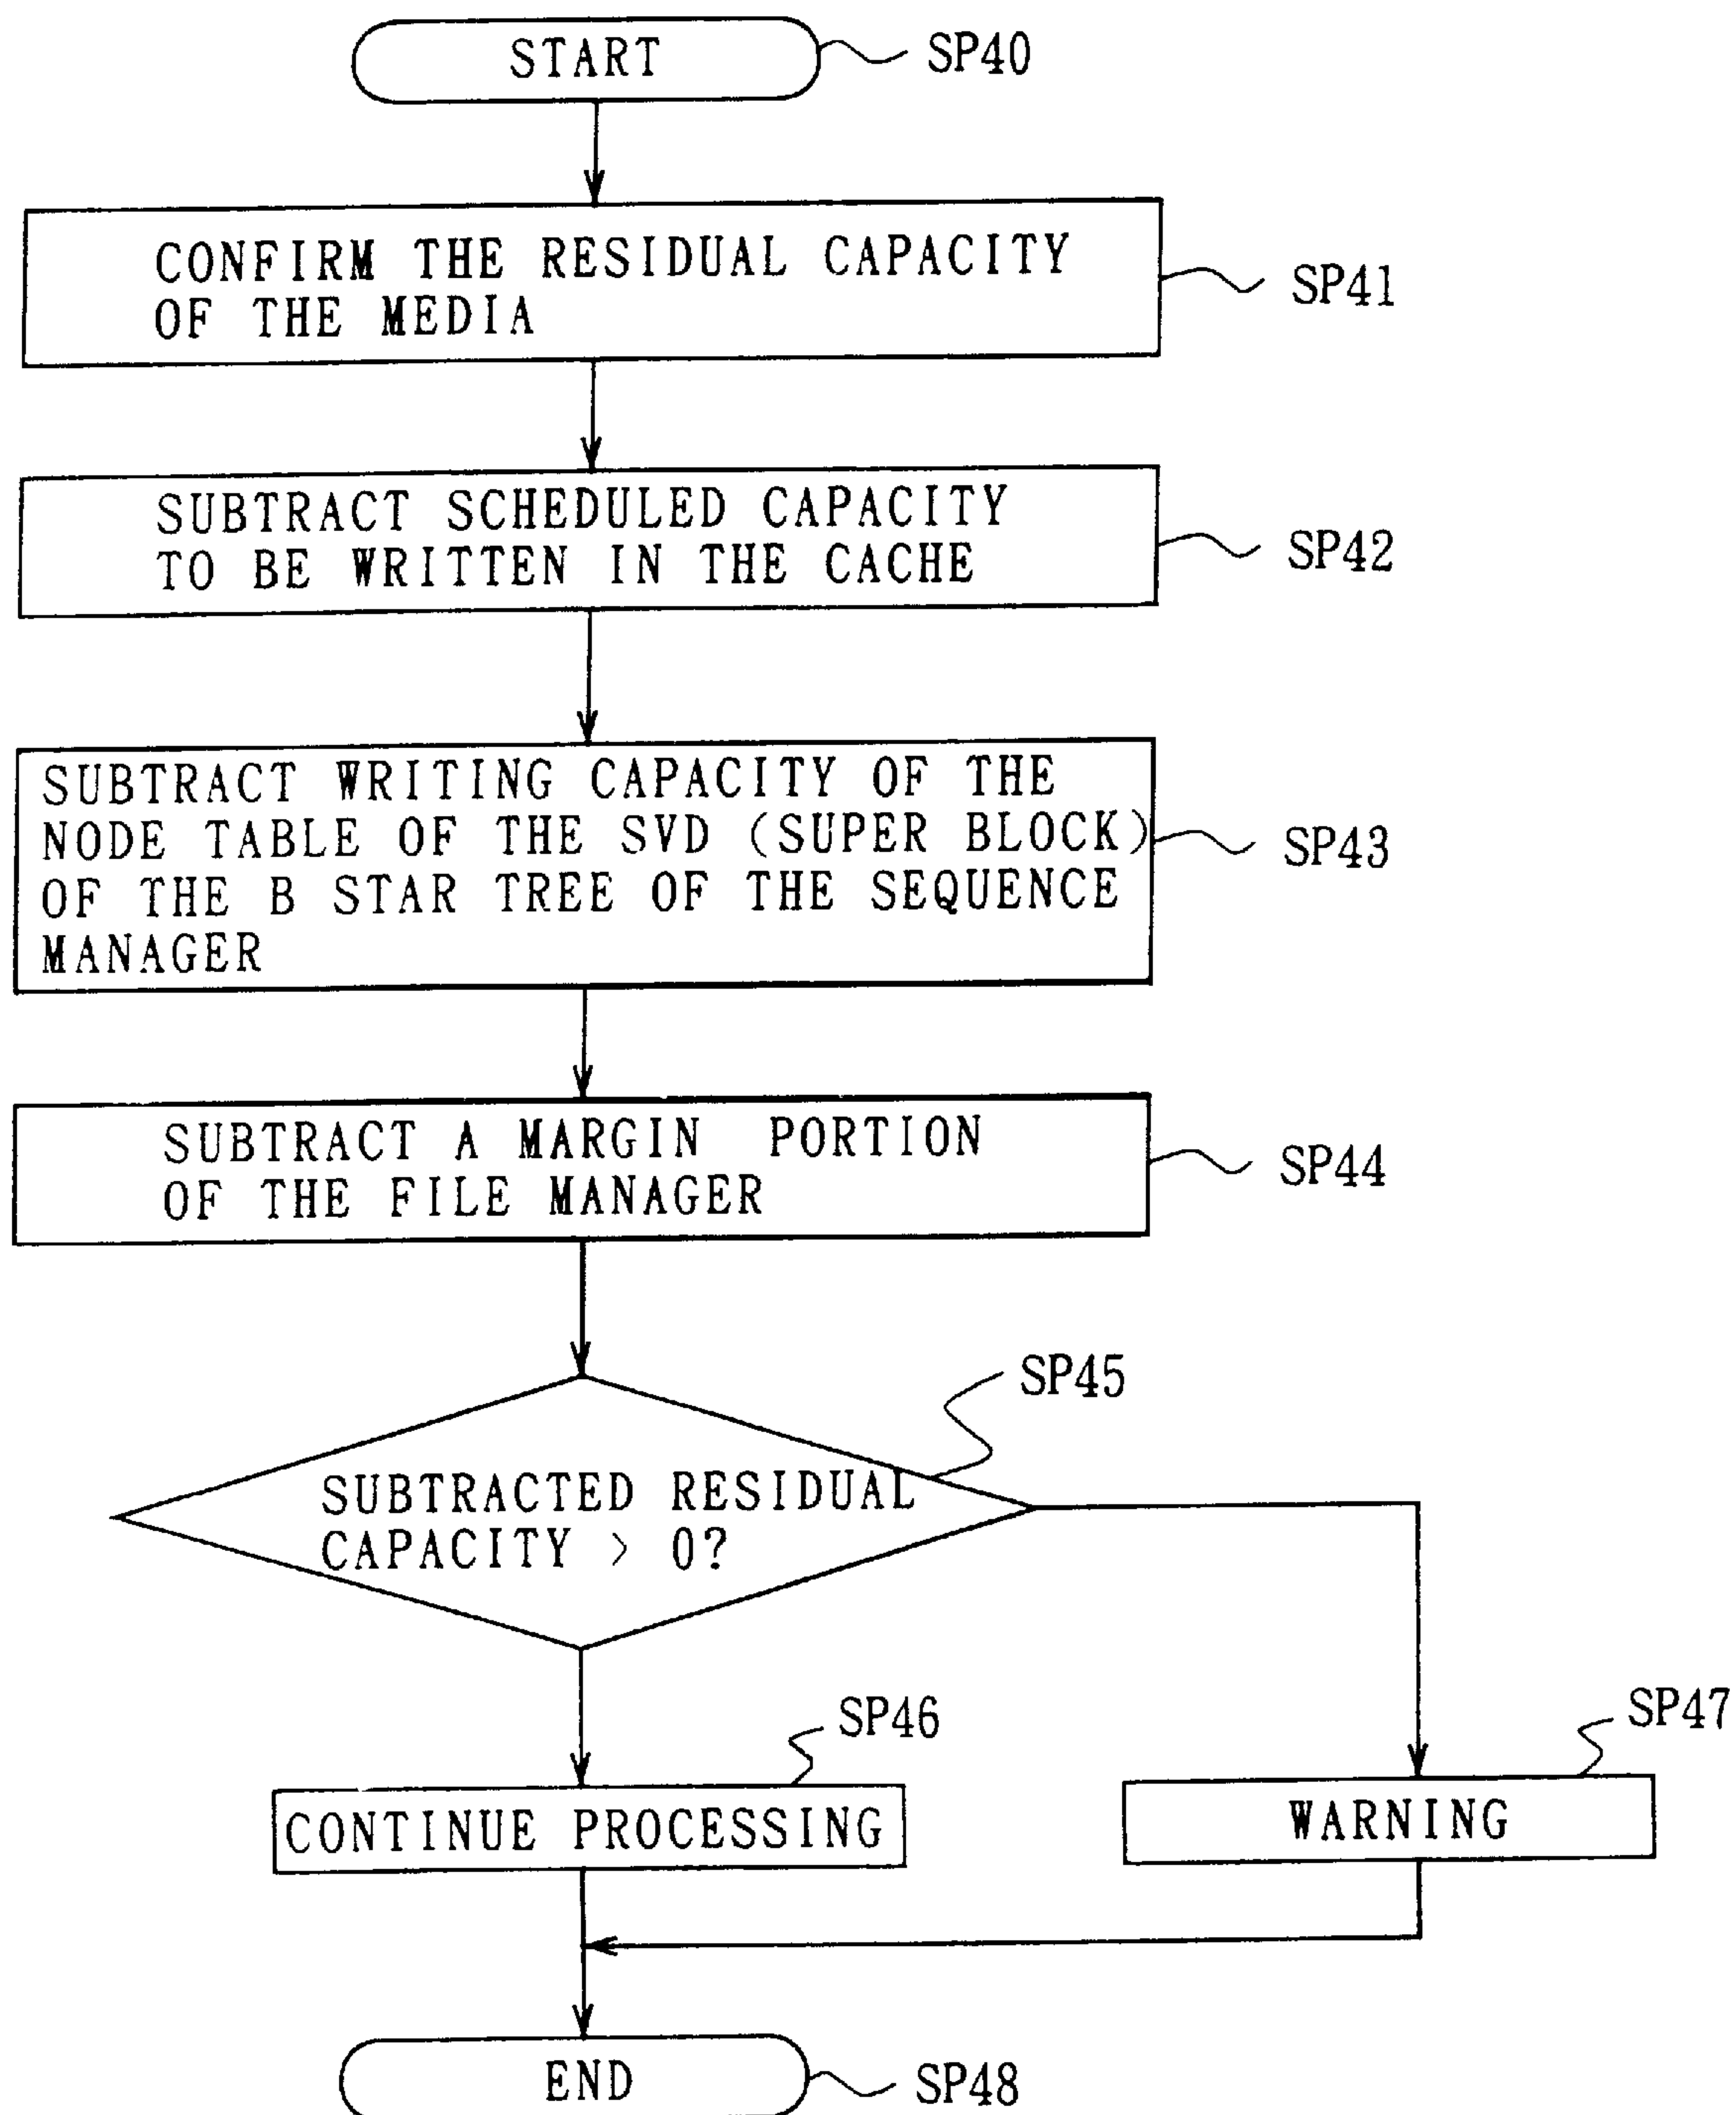 START
SP40
CONFIRM THE RESIDUAL CAPACITY
OF THE MEDIA
SP41
SUBTRACT SCHEDULED CAPACITY
TO BE WRITTEN IN THE CACHE
SP42
SUBTRACT WRITING CAPACITY OF THE
NODE TABLE OF THE SVD (SUPER BLOCK)
OF THE B STAR TREE OF THE SEQUENCE
MANAGER
SP43
SUBTRACT A MARGIN PORTION
OF THE FILE MANAGER
SP44
SP45
SUBTRACTED RESIDUAL
CAPACITY > 0?
SP46
CONTINUE PROCESSING
SP47
WARNING
END
SP48